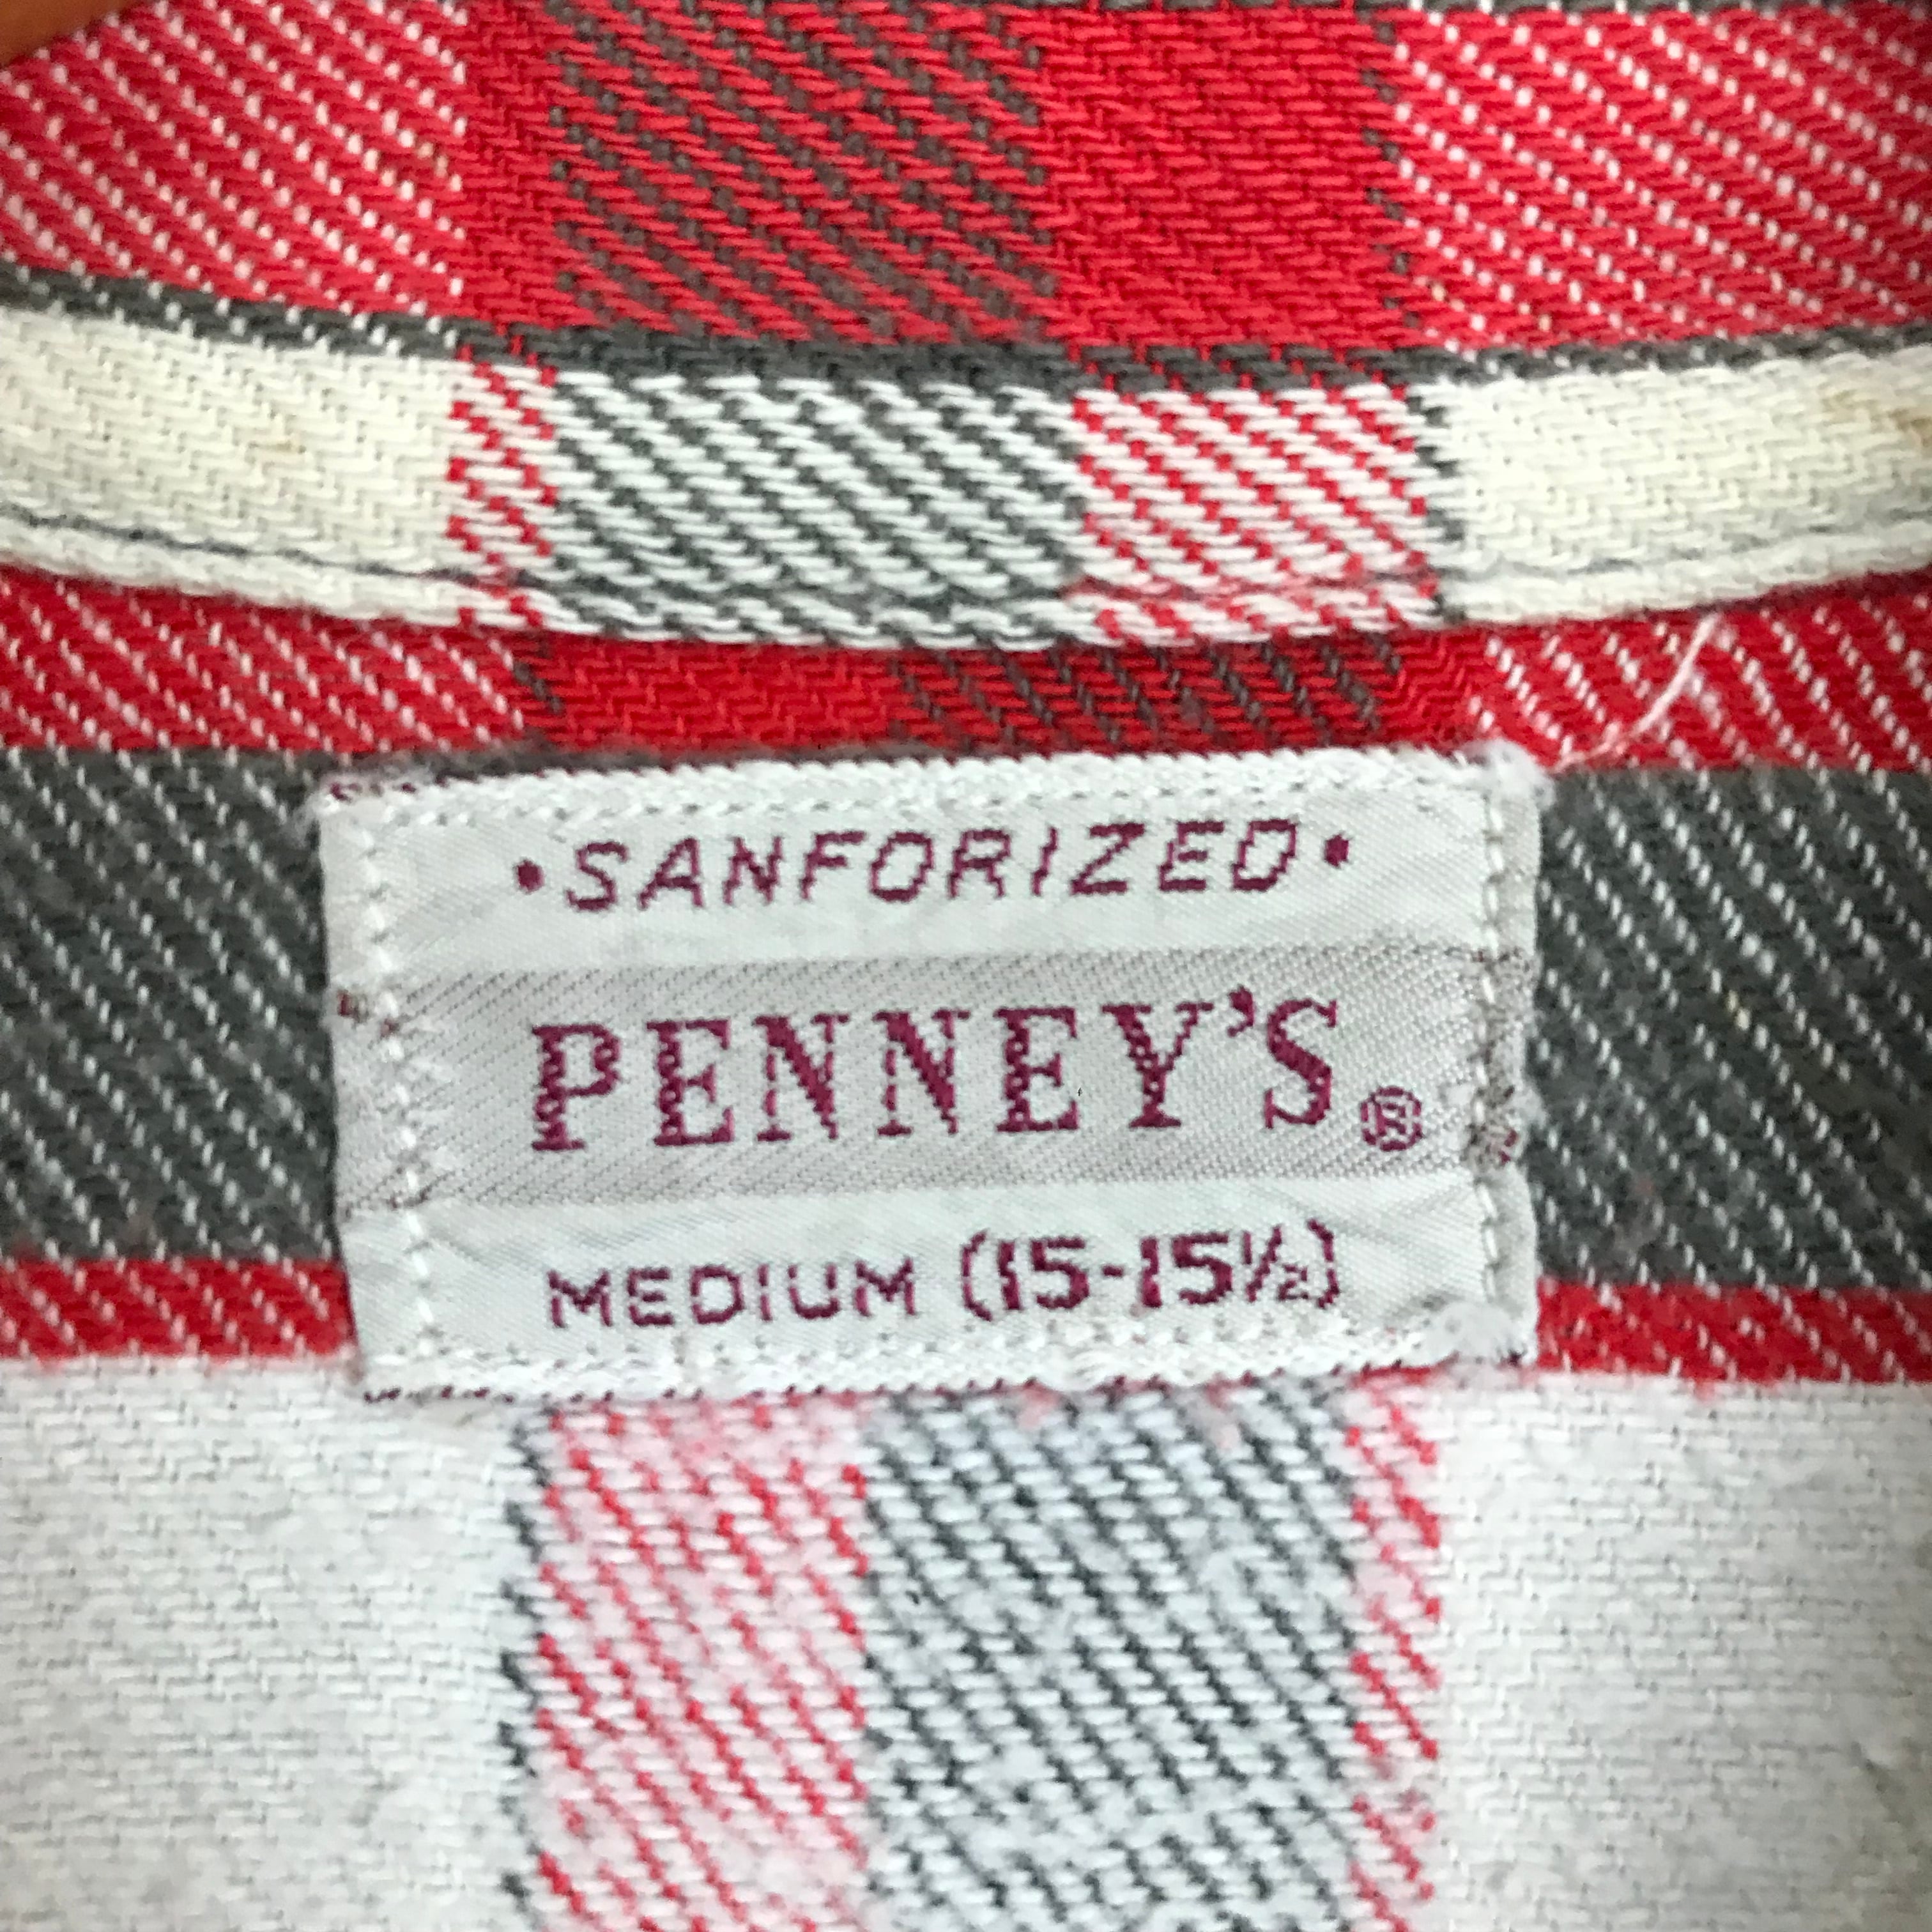 •SANFORIZED•
PENNEY'S®
MEDIUM (15-15½)